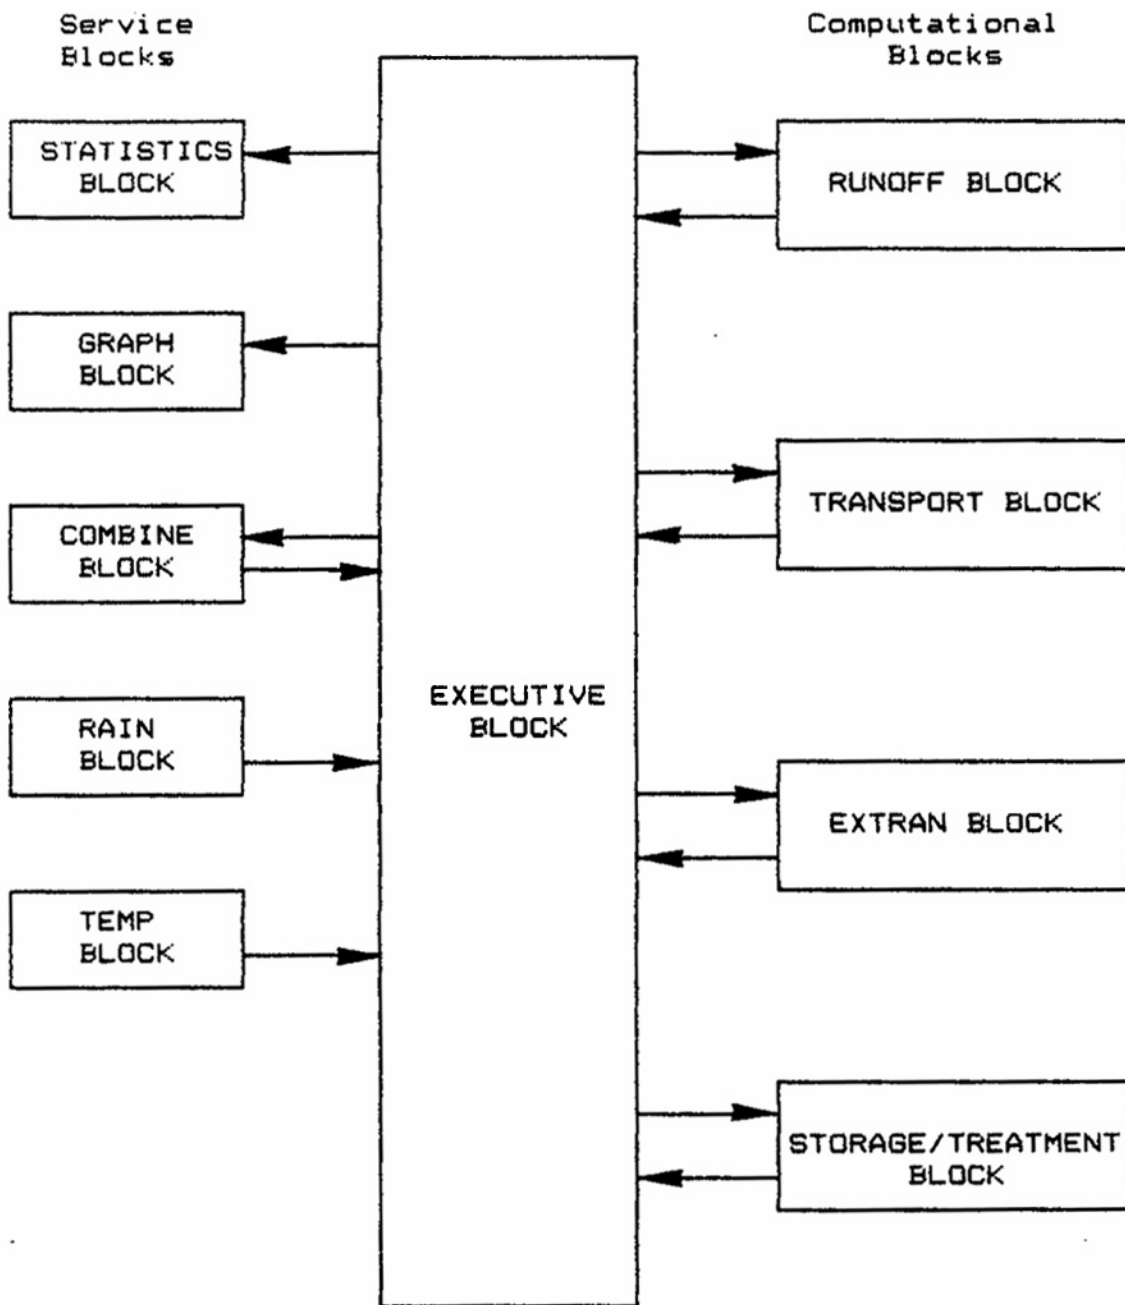 Service
Blocks
Computational
Blocks
STATISTICS
BLOCK
GRAPH
BLOCK
COMBINE
BLOCK
RAIN
BLOCK
TEMP
BLOCK
EXECUTIVE
BLOCK
RUNOFF BLOCK
TRANSPORT BLOCK
EXTRAN BLOCK
STORAGE/TREATMENT
BLOCK